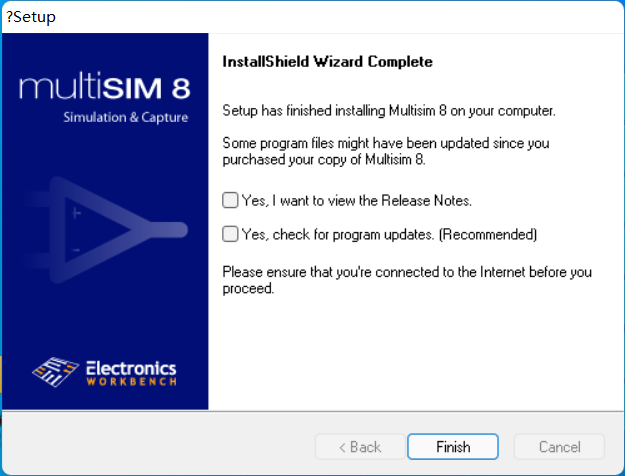 ?Setup
multiSIM 8
Simulation & Capture
+
-
Electronics
WORKBENCH
InstallShield Wizard Complete
Setup has finished installing Multisim 8 on your computer.
Some program files might have been updated since you
purchased your copy of Multisim 8.
Yes, I want to view the Release Notes.
Yes, check for program updates. (Recommended)
Please ensure that you're connected to the Internet before you
proceed.
< Back
Finish
Cancel